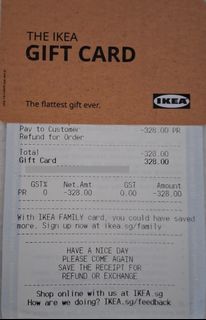 THE IKEA
GIFT CARD
The flattest gift ever.
IKEA
Pay to Customer -328.00 PR
Refund for Order
Total -328.00
Gift Card 328.00
GST% Net.Amt GST Amount
PR 0 -328.00 0.00 -328.00
With IKEA FAMILY card, you could have saved
more. Sign up now at ikea.sg/family
HAVE A NICE DAY
PLEASE COME AGAIN
SAVE THE RECEIPT FOR
REFUND OR EXCHANGE
Shop online with us at IKEA.sg
How are we doing? IKEA.sg/feedback